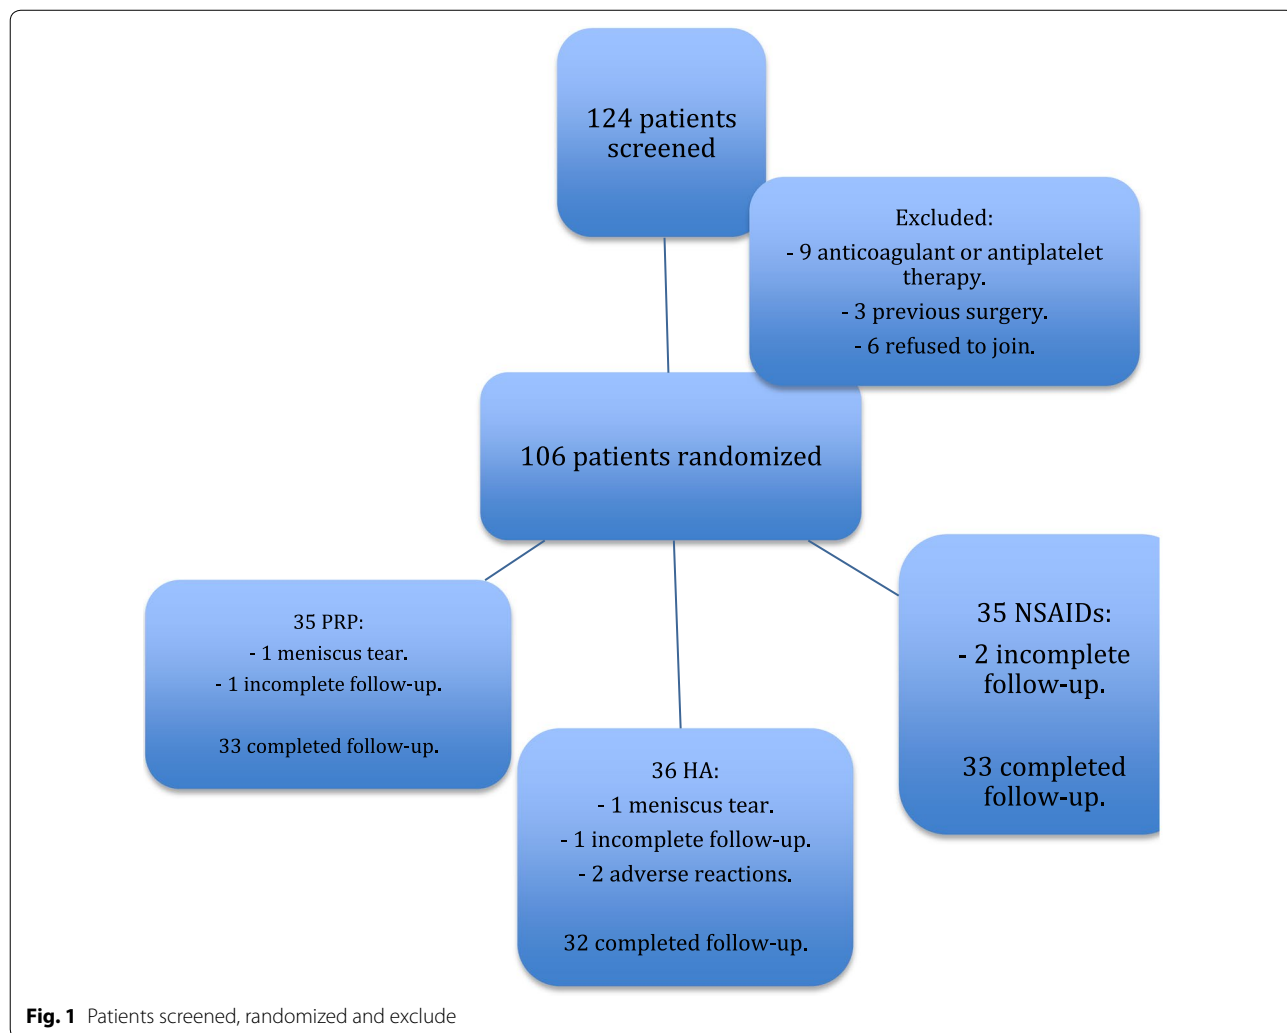 124 patients
screened
Excluded:
- 9 anticoagulant or antiplatelet
therapy.
- 3 previous surgery.
- 6 refused to join.
106 patients randomized
35 PRP:
- 1 meniscus tear.
- 1 incomplete follow-up.
33 completed follow-up.
36 HA:
- 1 meniscus tear.
- 1 incomplete follow-up.
- 2 adverse reactions.
32 completed follow-up.
35 NSAIDs:
- 2 incomplete
follow-up.
33 completed
follow-up.
Fig. 1 Patients screened, randomized and exclude